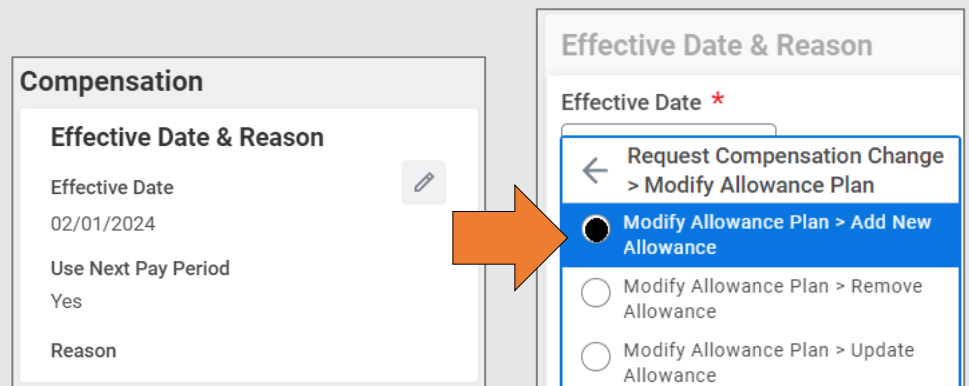 Compensation
Effective Date & Reason
Effective Date
02/01/2024
Use Next Pay Period
Yes
Reason
Effective Date & Reason
Effective Date *
Request Compensation Change
> Modify Allowance Plan
Modify Allowance Plan > Add New
Allowance
Modify Allowance Plan > Remove
Allowance
Modify Allowance Plan > Update
Allowance